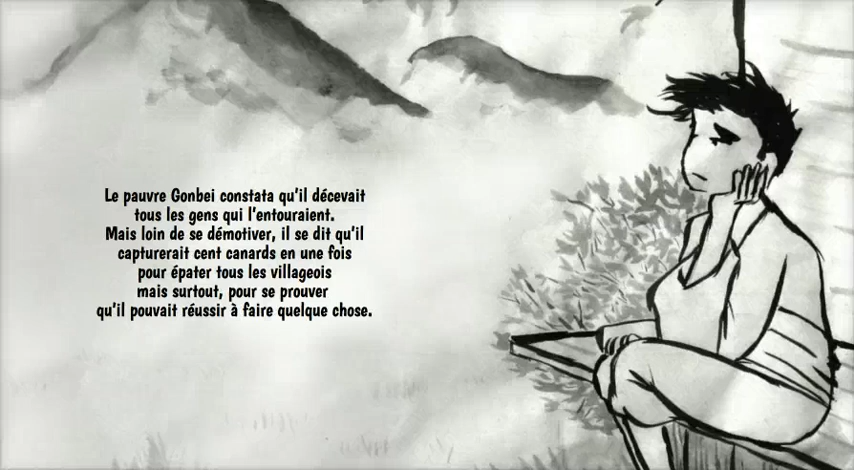 Le pauvre Gonbei constata qu'il décevait
tous les gens qui l'entouraient.
Mais loin de se démotiver, il se dit qu'il
capturerait cent canards en une fois
pour épater tous les villageois
mais surtout, pour se prouver
qu'il pouvait réussir à faire quelque chose.